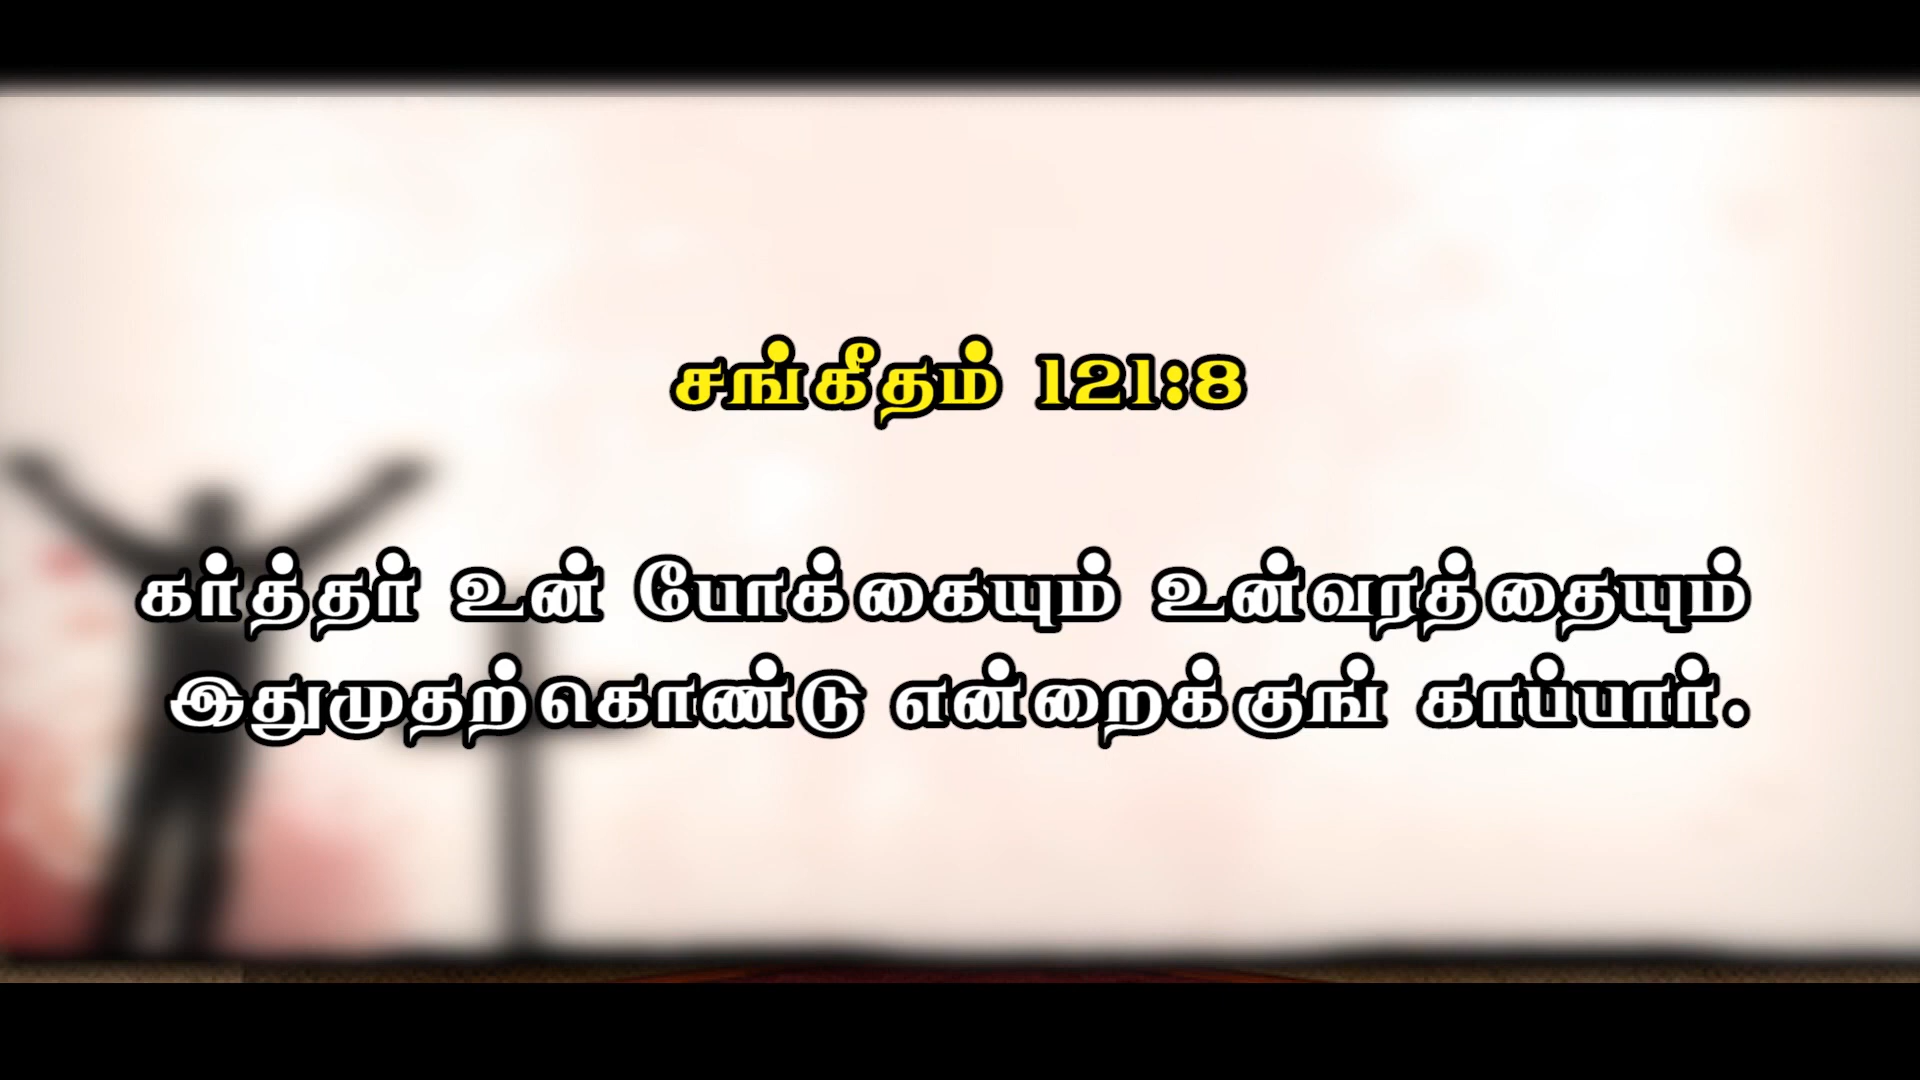 சங்கீதம் 121:8
கர்த்தர் உன் போக்கையும் உன்வரத்தையும்
இதுமுதற்கொண்டு என்றைக்குங் காப்பார்.